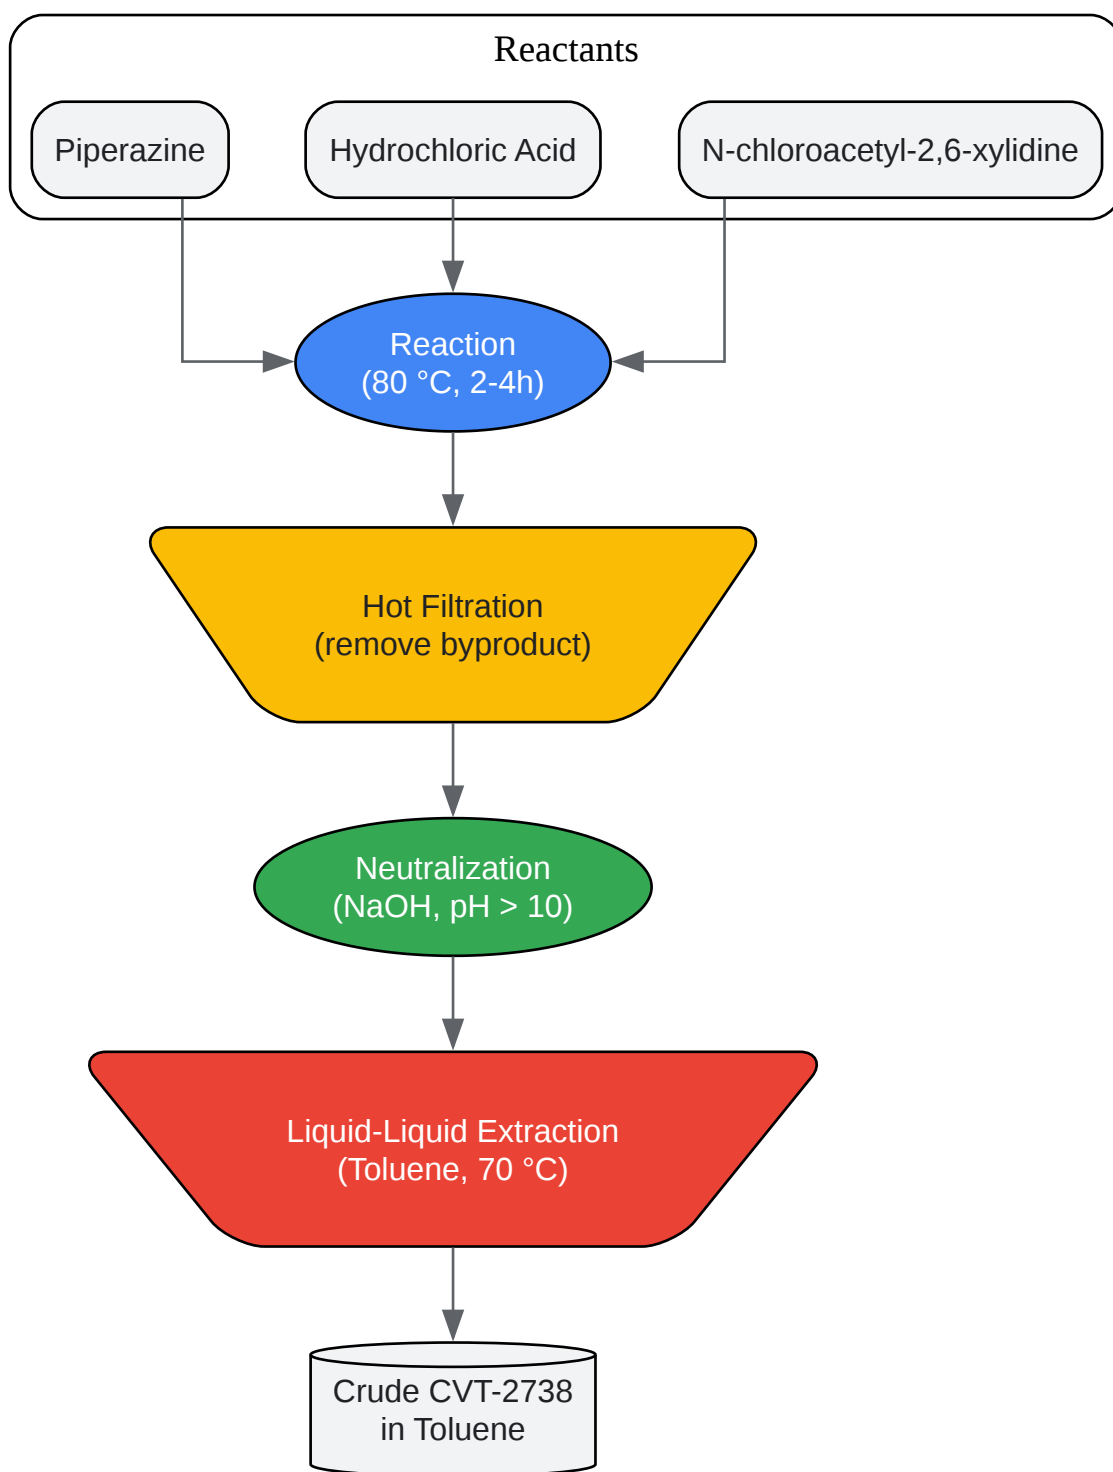 Reactants
Piperazine
Hydrochloric Acid
N-chloroacetyl-2,6-xylidine
Reaction
(80 °C, 2-4h)
Hot Filtration
(remove byproduct)
Neutralization
(NaOH, pH > 10)
Liquid-Liquid Extraction
(Toluene, 70 °C)
Crude CVT-2738
in Toluene